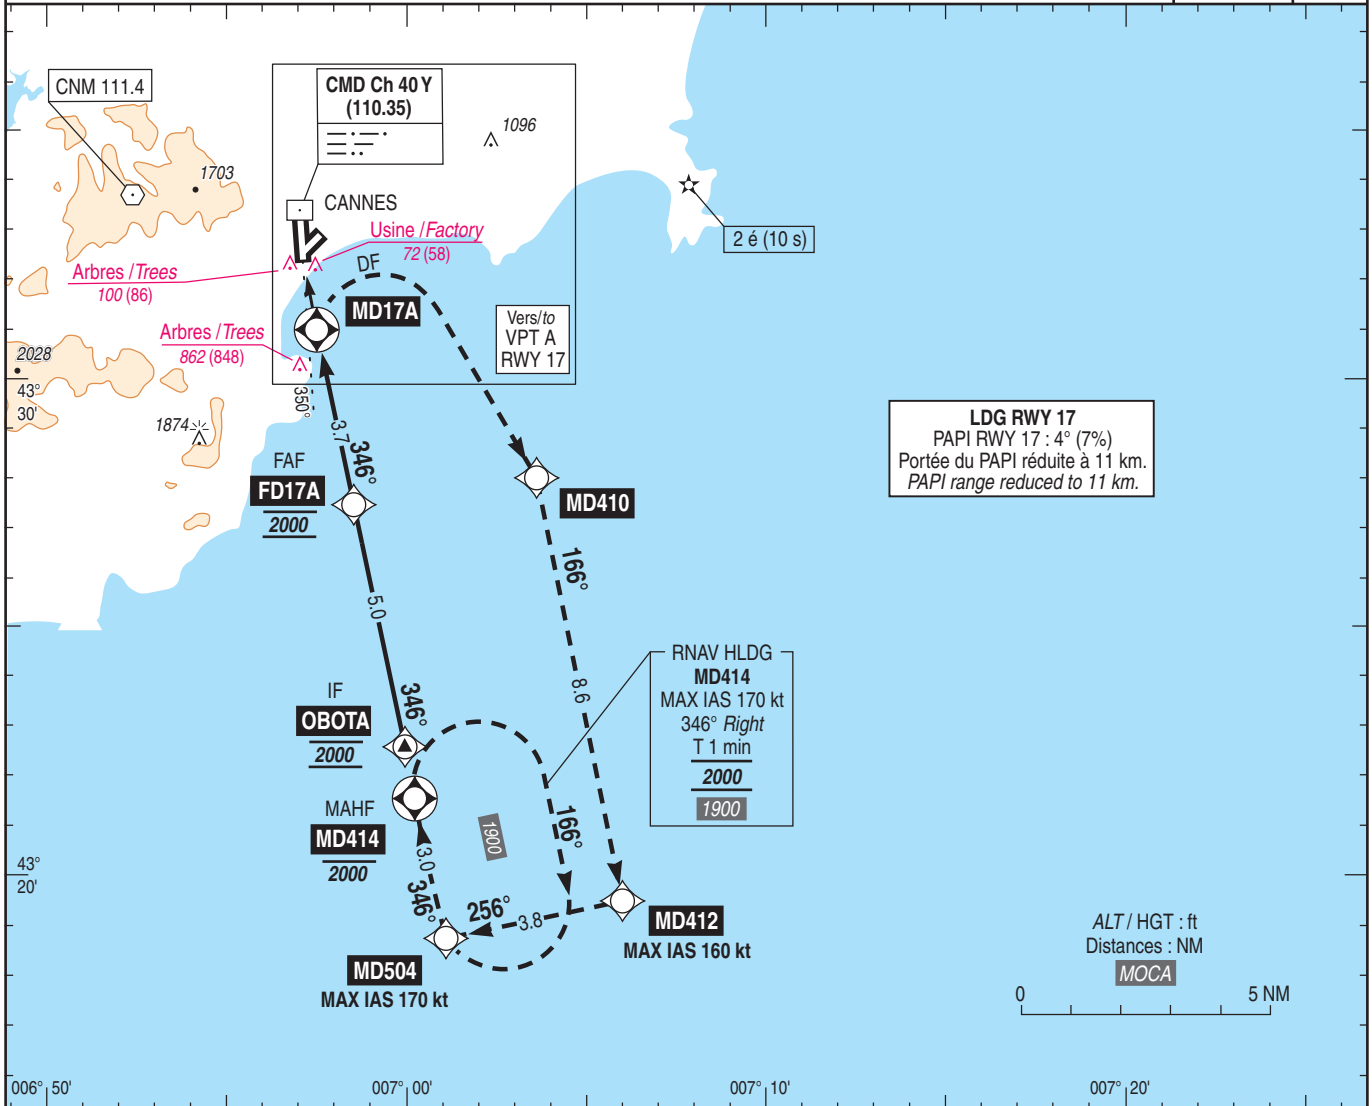 CNM 111.4
CMD Ch 40 Y
(110.35)
1096
1703
CANNES
Usine / Factory
72 (58)
2 é (10 s)
DF
Arbres / Trees
100 (86)
MD17A
Vers/to
VPT A
RWY 17
Arbres / Trees
862 (848)
2028
43°
30'
350°
1874
3.7
346°
LDG RWY 17
PAPI RWY 17 : 4° (7%)
Portée du PAPI réduite à 11 km.
PAPI range reduced to 11 km.
FAF
FD17A
2000
MD410
166°
5.0
8.6
RNAV HLDG
MD414
MAX IAS 170 kt
346° Right
T 1 min
2000
1900
IF
OBOTA
2000
346°
MAHF
MD414
2000
1900
166°
3.0
346°
43°
20'
256°
3.8
MD412
MAX IAS 160 kt
MD504
MAX IAS 170 kt
ALT / HGT : ft
Distances : NM
MOCA
0 5 NM
006° 50' 007° 00' 007° 10' 007° 20'